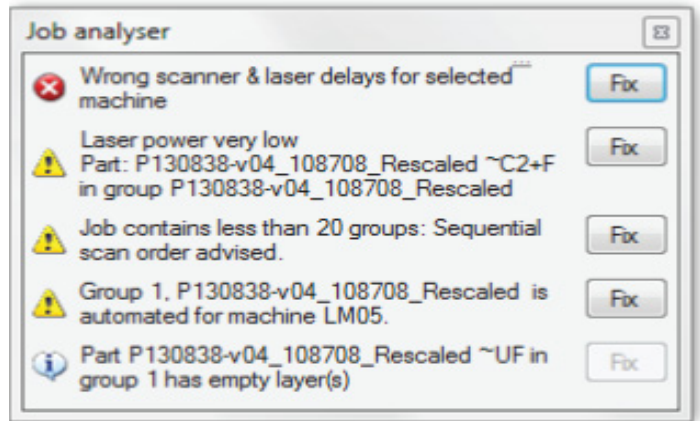 Job analyser
Wrong scanner & laser delays for selected
machine
...
Fix
Laser power very low
Part: P130838-v04_108708_Rescaled ~C2+F
in group P130838-v04_108708_Rescaled
Fix
Job contains less than 20 groups: Sequential
scan order advised.
Fix
Group 1, P130838-v04_108708_Rescaled is
automated for machine LM05.
Fix
Part P130838-v04_108708_Rescaled ~UF in
group 1 has empty layer(s)
Fix